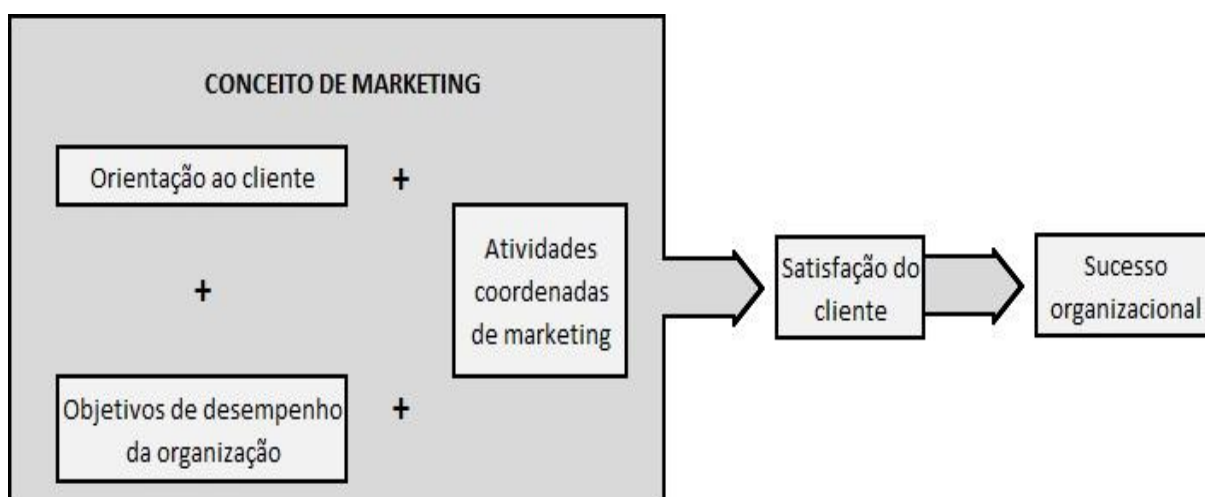 CONCEITO DE MARKETING
Orientação ao cliente
+
+
Objetivos de desempenho
da organização
+
Atividades
coordenadas
de marketing
Satisfação do
cliente
Sucesso
organizacional